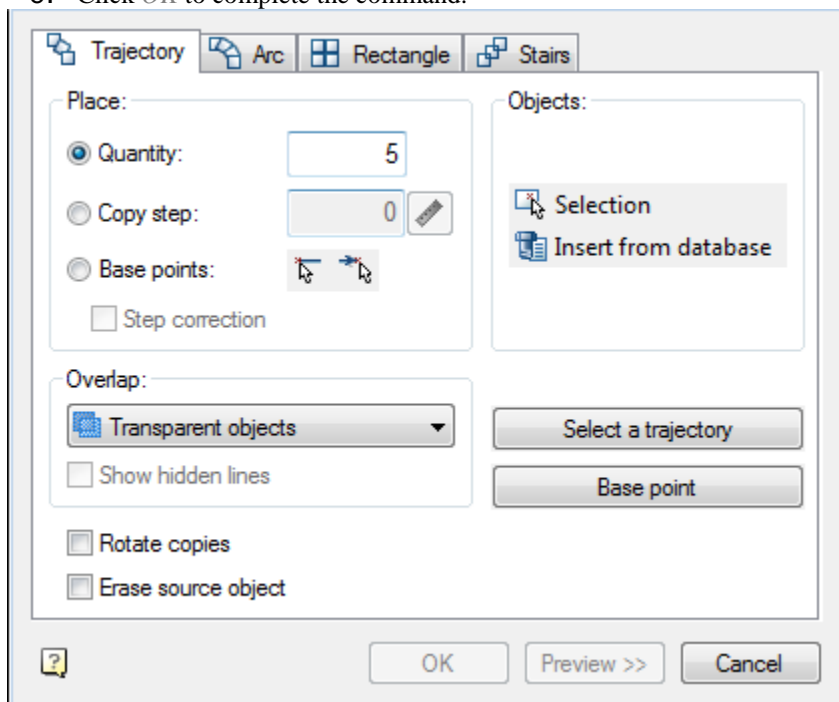 Click OK to complete the command.
Trajectory Arc Rectangle Stairs
Place:
Quantity: 5
Copy step: 0
Base points:
Step correction
Objects:
Selection
Insert from database
Overlap:
Transparent objects
Show hidden lines
Select a trajectory
Base point
Rotate copies
Erase source object
? OK Preview >> Cancel